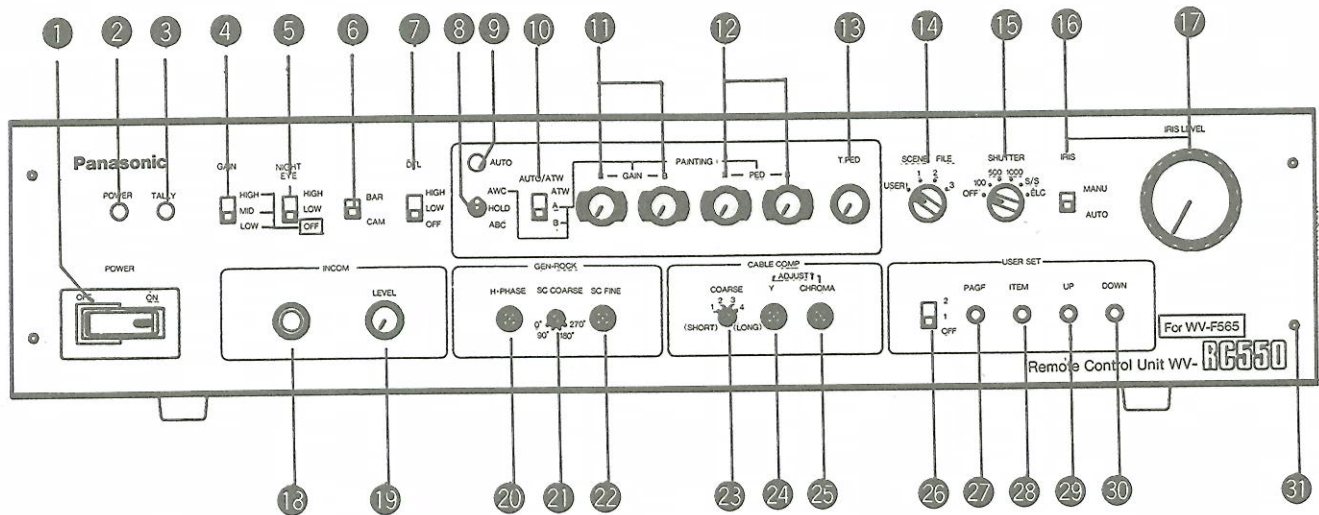 1 2 3 4 5 6 7 8 9 10 11 12 13 14 15 16 17
Panasonic
POWER TALLY
GAIN
HIGH
MID
LOW
NIGHT
EYE
HIGH
LOW
OFF
BAR
CAM
DTL
HIGH
LOW
OFF
AUTO
AWC
HOLD
ABC
AUTO/ATW
ATW
A
B
PAINTING
R GAIN B
R PED B
T.PED
SCENE FILE
USER 1 2 3
SHUTTER
OFF 100 500 1000 S/S ELC
IRIS
MANU
AUTO
IRIS LEVEL
POWER
OFF ON
INCOM
LEVEL
GEN-ROCK
H•PHASE SC COARSE SC FINE
0° 90° 180° 270°
CABLE COMP
ADJUST
COARSE Y CHROMA
1 2 3 4
(SHORT) (LONG)
USER SET
2
1
OFF
PAGE ITEM UP DOWN
For WV-F565
Remote Control Unit WV-RC550
18 19 20 21 22 23 24 25 26 27 28 29 30 31